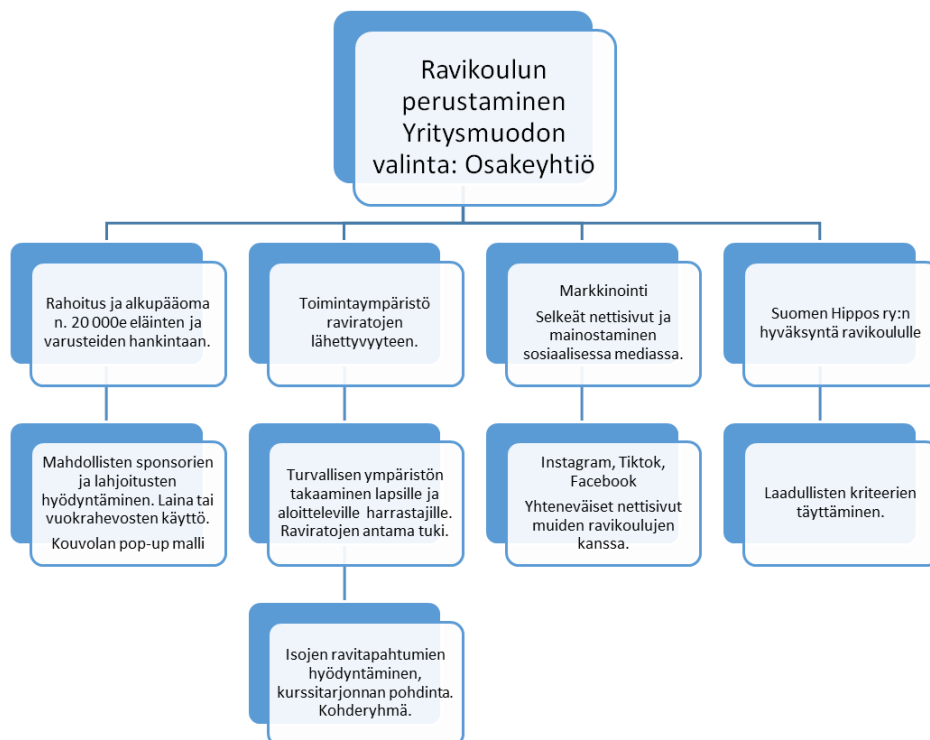 Ravikoulun
perustaminen
Yritysmuodon
valinta: Osakeyhtiö
Rahoitus ja alkupääoma
n. 20 000e eläinten ja
varusteiden hankintaan.
Mahdollisten sponsorien
ja lahjoitusten
hyödyntäminen. Laina tai
vuokrahevosten käyttö.
Kouvolan pop-up malli
Toimintaympäristö
raviratojen
lähettyvyyteen.
Turvallisen ympäristön
takaaminen lapsille ja
aloitteleville harrastajille.
Raviratojen antama tuki.
Isojen ravitapahtumien
hyödyntäminen,
kurssitarjonnan pohdinta.
Kohderyhmä.
Markkinointi
Selkeät nettisivut ja
mainostaminen
sosiaalisessa mediassa.
Instagram, Tiktok,
Facebook
Yhteneväiset nettisivut
muiden ravikoulujen
kanssa.
Suomen Hippos ry:n
hyväksyntä ravikoululle
Laadullisten kriteerien
täyttäminen.